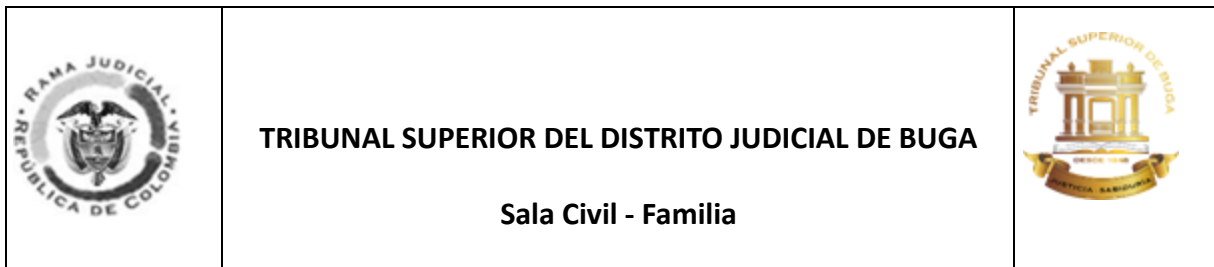 RAMA JUDICIAL
REPÚBLICA DE COLOMBIA
TRIBUNAL SUPERIOR DEL DISTRITO JUDICIAL DE BUGA
Sala Civil - Familia
TRIBUNAL SUPERIOR DE BUGA
DESDE
JUSTICIA - SABIDURÍA